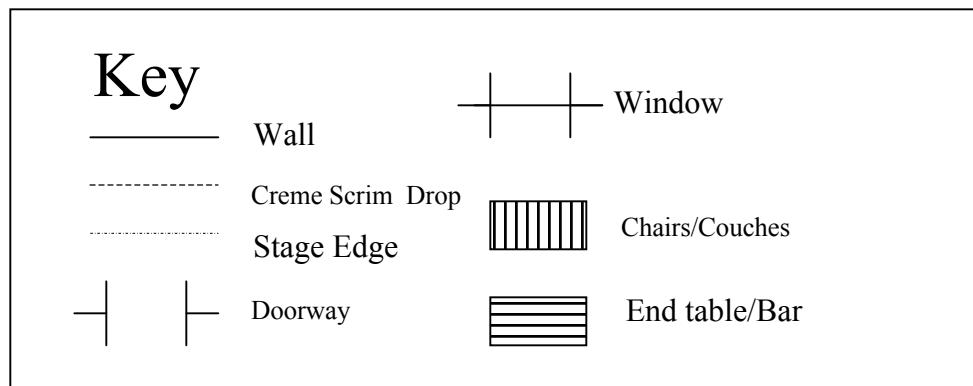 Key
Wall
Creme Scrim Drop
Stage Edge
Doorway
Window
Chairs/Couches
End table/Bar